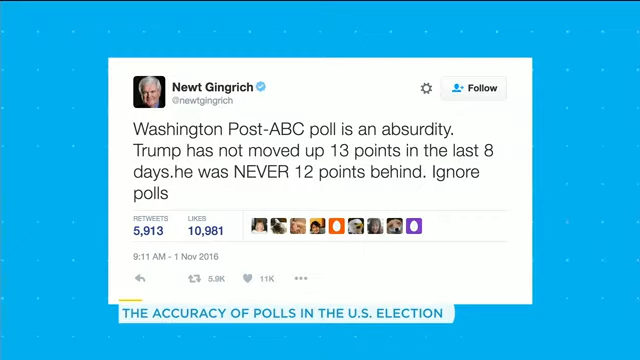 Newt Gingrich
@newtgingrich
Follow
Washington Post-ABC poll is an absurdity.
Trump has not moved up 13 points in the last 8
days.he was NEVER 12 points behind. Ignore
polls
RETWEETS LIKES
5,913 10,981
9:11 AM - 1 Nov 2016
5.9K 11K
THE ACCURACY OF POLLS IN THE U.S. ELECTION